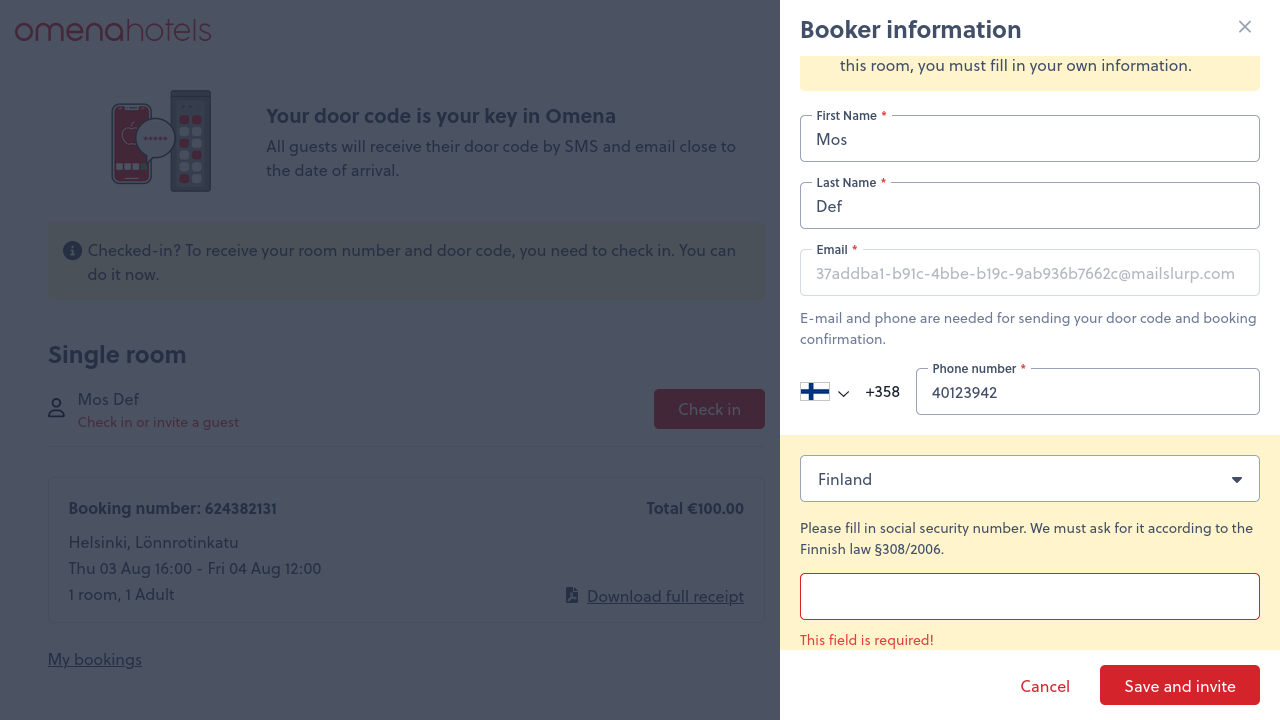 omenahotels
Your door code is your key in Omena
All guests will receive their door code by SMS and email close to
the date of arrival.
Checked-in? To receive your room number and door code, you need to check in. You can
do it now.
Single room
Mos Def
Check in or invite a guest
Check in
Booking number: 624382131
Total €100.00
Helsinki, Lönnrotinkatu
Thu 03 Aug 16:00 - Fri 04 Aug 12:00
1 room, 1 Adult
Download full receipt
My bookings
Booker information
this room, you must fill in your own information.
First Name *
Mos
Last Name *
Def
Email *
37addba1-b91c-4bbe-b19c-9ab936b7662c@mailslurp.com
E-mail and phone are needed for sending your door code and booking
confirmation.
Phone number *
+358
40123942
Finland
Please fill in social security number. We must ask for it according to the
Finnish law §308/2006.
This field is required!
Cancel
Save and invite